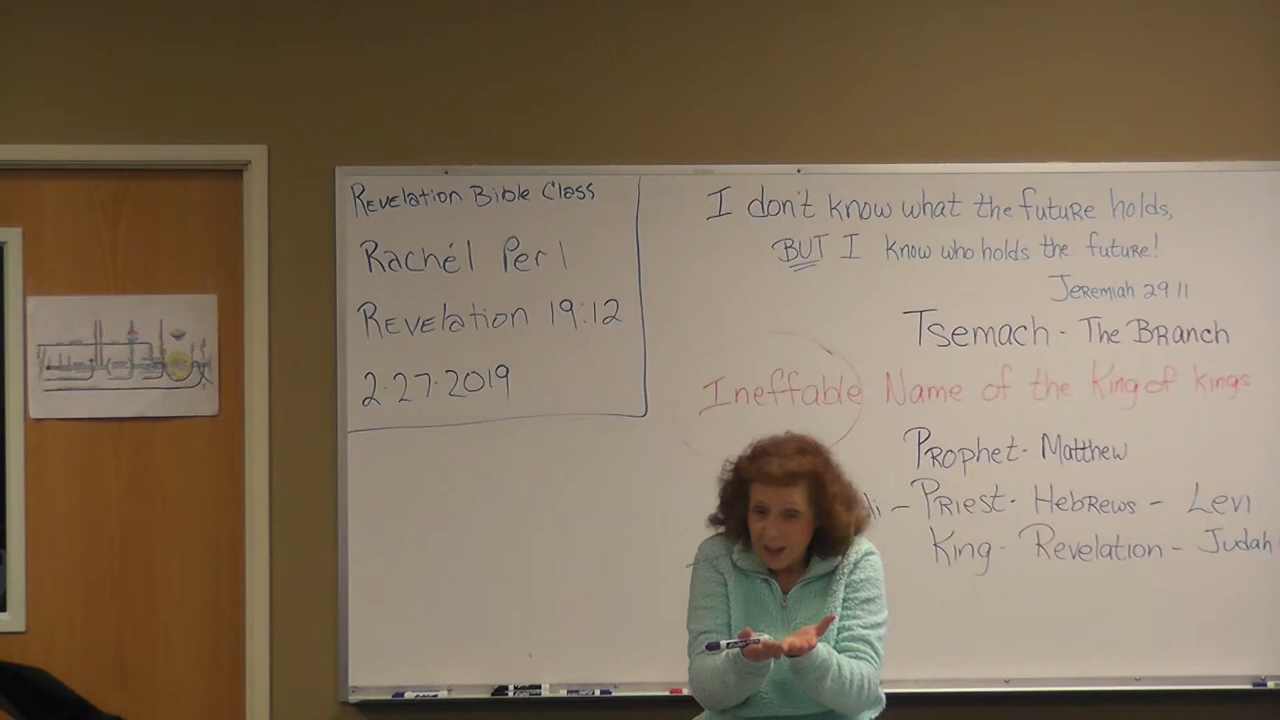 Revelation Bible Class
Rachél Perl
Revelation 19:12
2.27.2019
I don't know what the future holds,
BUT I know who holds the future!
Jeremiah 29 11
Tsemach - The Branch
Ineffable Name of the King of kings
Prophet - Matthew
- Priest - Hebrews - Levi
King - Revelation - Judah